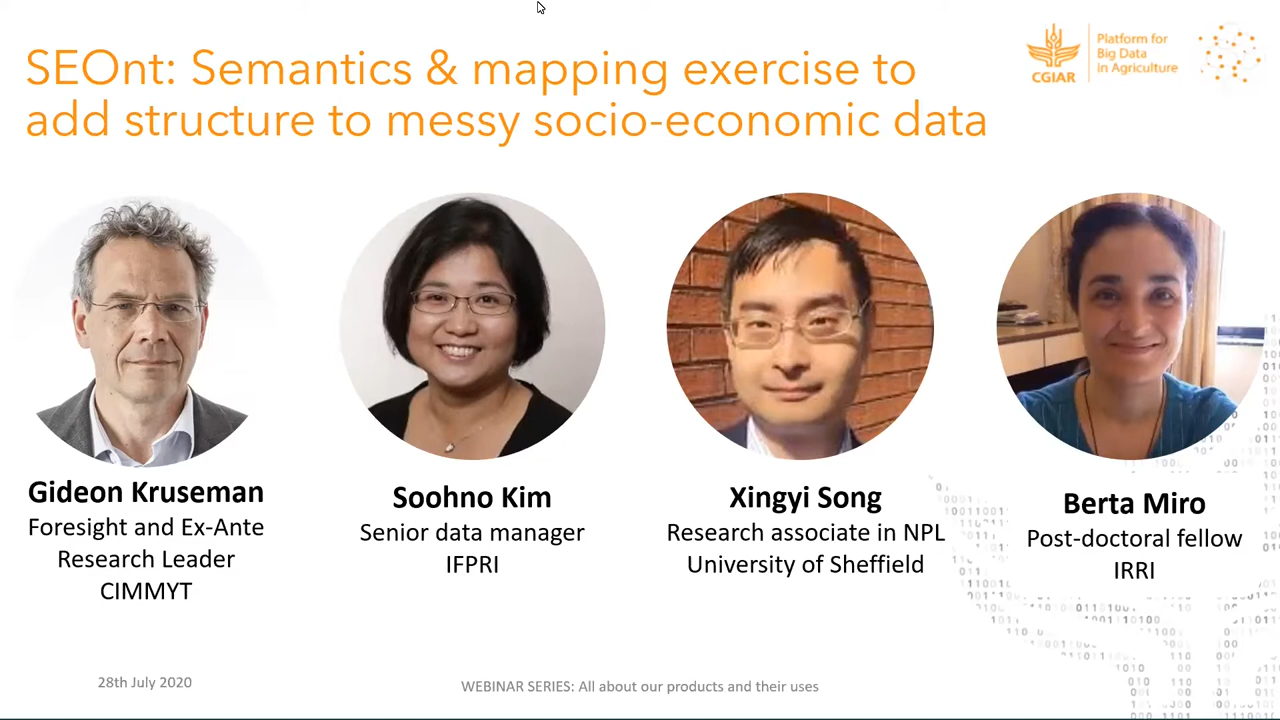 SEOnt: Semantics & mapping exercise to
add structure to messy socio-economic data
CGIAR
Platform for
Big Data
in Agriculture
Gideon Kruseman
Foresight and Ex-Ante
Research Leader
CIMMYT
Soohno Kim
Senior data manager
IFPRI
Xingyi Song
Research associate in NPL
University of Sheffield
Berta Miro
Post-doctoral fellow
IRRI
28th July 2020
WEBINAR SERIES: All about our products and their uses